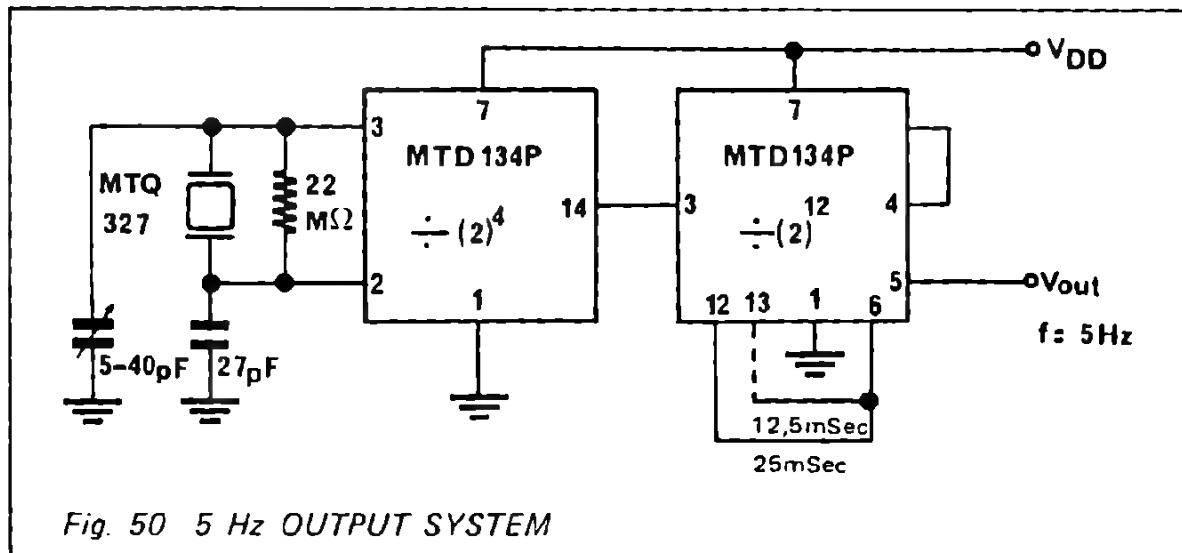 V_DD
3
7
7
MTQ
327
22
MΩ
MTD134P
MTD134P
14
3
4
÷(2)^4
÷(2)^12
2
1
12
13
1
6
5
Vout
f= 5Hz
5-40pF
27pF
12,5mSec
25mSec
Fig. 50 5 Hz OUTPUT SYSTEM